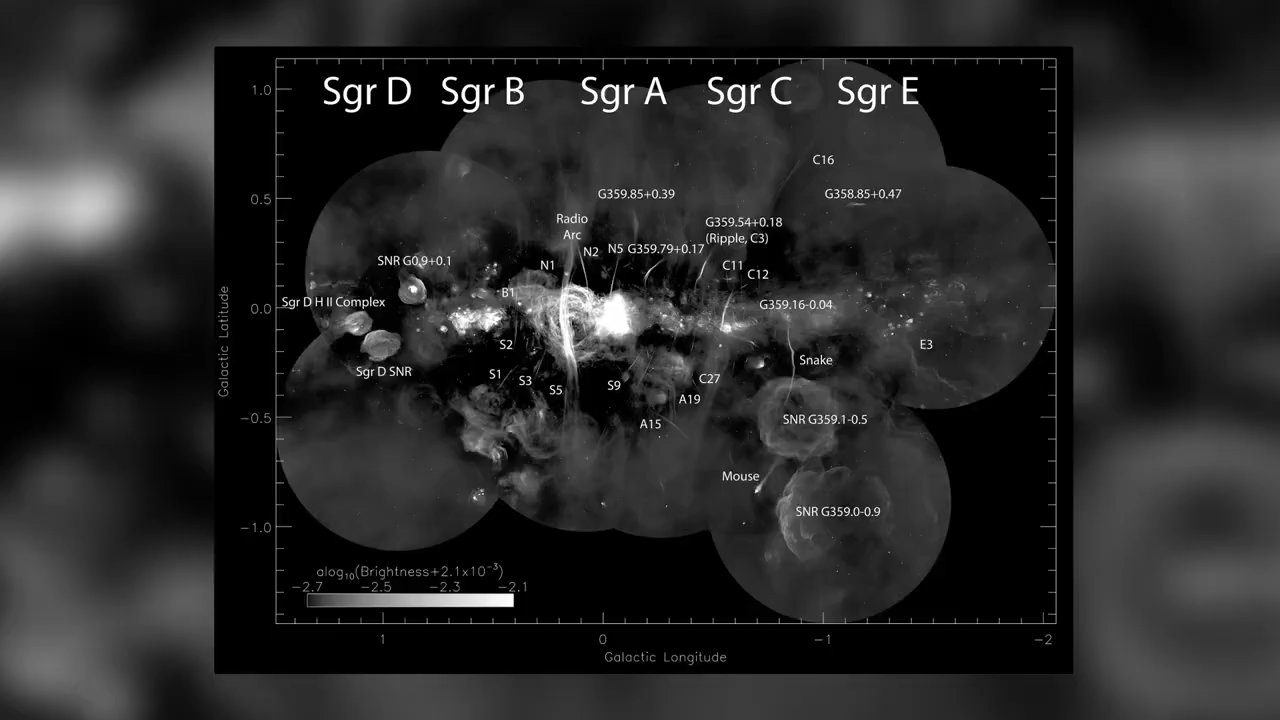 Sgr D Sgr B Sgr A Sgr C Sgr E
1.0
C16
0.5
G359.85+0.39
G358.85+0.47
Radio
Arc
G359.54+0.18
(Ripple, C3)
N2
N5
G359.79+0.17
SNR G0.9+0.1
N1
C11
C12
B1
Sgr D H II Complex
0.0
G359.16-0.04
S2
E3
Snake
Sgr D SNR
S1
S3
S5
S9
C27
A19
−0.5
A15
SNR G359.1-0.5
Mouse
SNR G359.0-0.9
−1.0
alog10(Brightness+2.1x10−3)
−2.7 −2.5 −2.3 −2.1
1 0 −1 −2
Galactic Longitude
Galactic Latitude